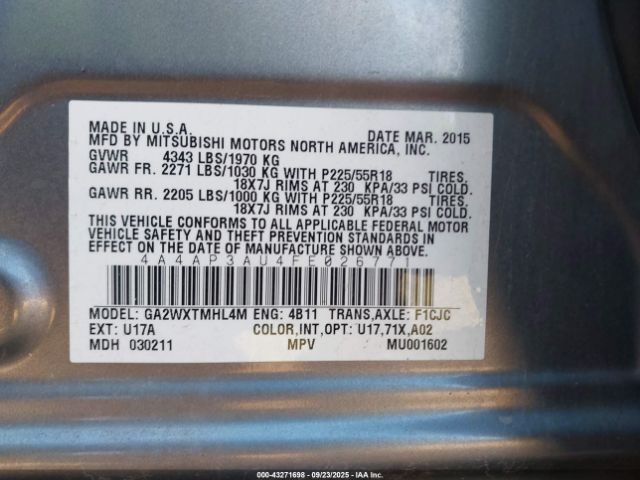 MADE IN U.S.A. DATE MAR. 2015
MFD BY MITSUBISHI MOTORS NORTH AMERICA, INC.
GVWR 4343 LBS/1970 KG
GAWR FR. 2271 LBS/1030 KG WITH P225/55R18 TIRES.
18X7J RIMS AT 230 KPA/33 PSI COLD.
GAWR RR. 2205 LBS/1000 KG WITH P225/55R18 TIRES.
18X7J RIMS AT 230 KPA/33 PSI COLD.
THIS VEHICLE CONFORMS TO ALL APPLICABLE FEDERAL MOTOR
VEHICLE SAFETY AND THEFT PREVENTION STANDARDS IN
EFFECT ON THE DATE OF MANUFACTURE SHOWN ABOVE.
4A4AP3AU4FE026771
MODEL: GA2WXTMHL4M ENG: 4B11 TRANS,AXLE: F1CJC
EXT: U17A COLOR,INT,OPT: U17,71X,A02
MDH 030211 MPV MU001602
000-43271698 - 09/23/2025 - IAA